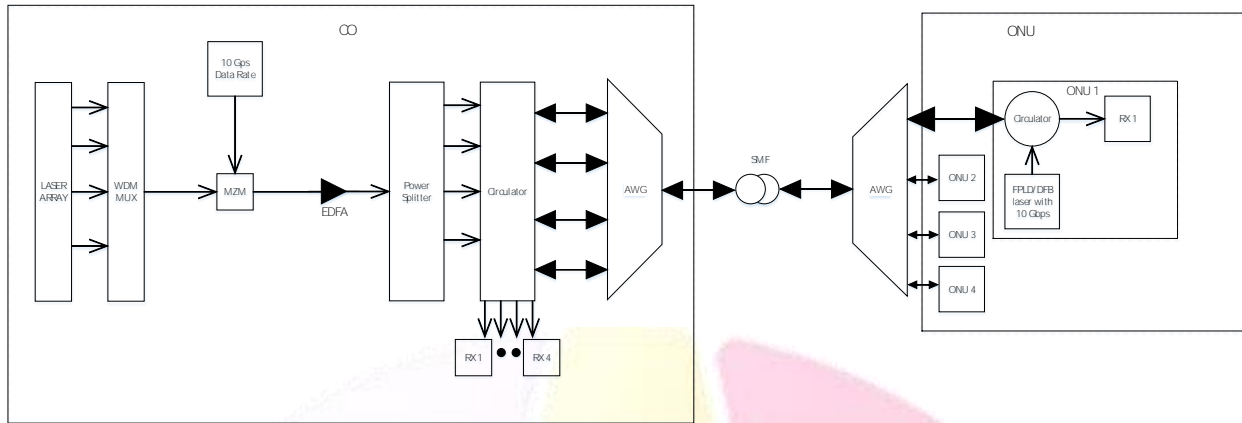 CO
10 Gps
Data Rate
LASER
ARRAY
WDM
MUX
MZM
EDFA
Power
Splitter
Circulator
AWG
RX 1
RX 4
SMF
AWG
ONU
ONU 1
Circulator
RX 1
FPLD/DFB
laser with
10 Gbps
ONU 2
ONU 3
ONU 4